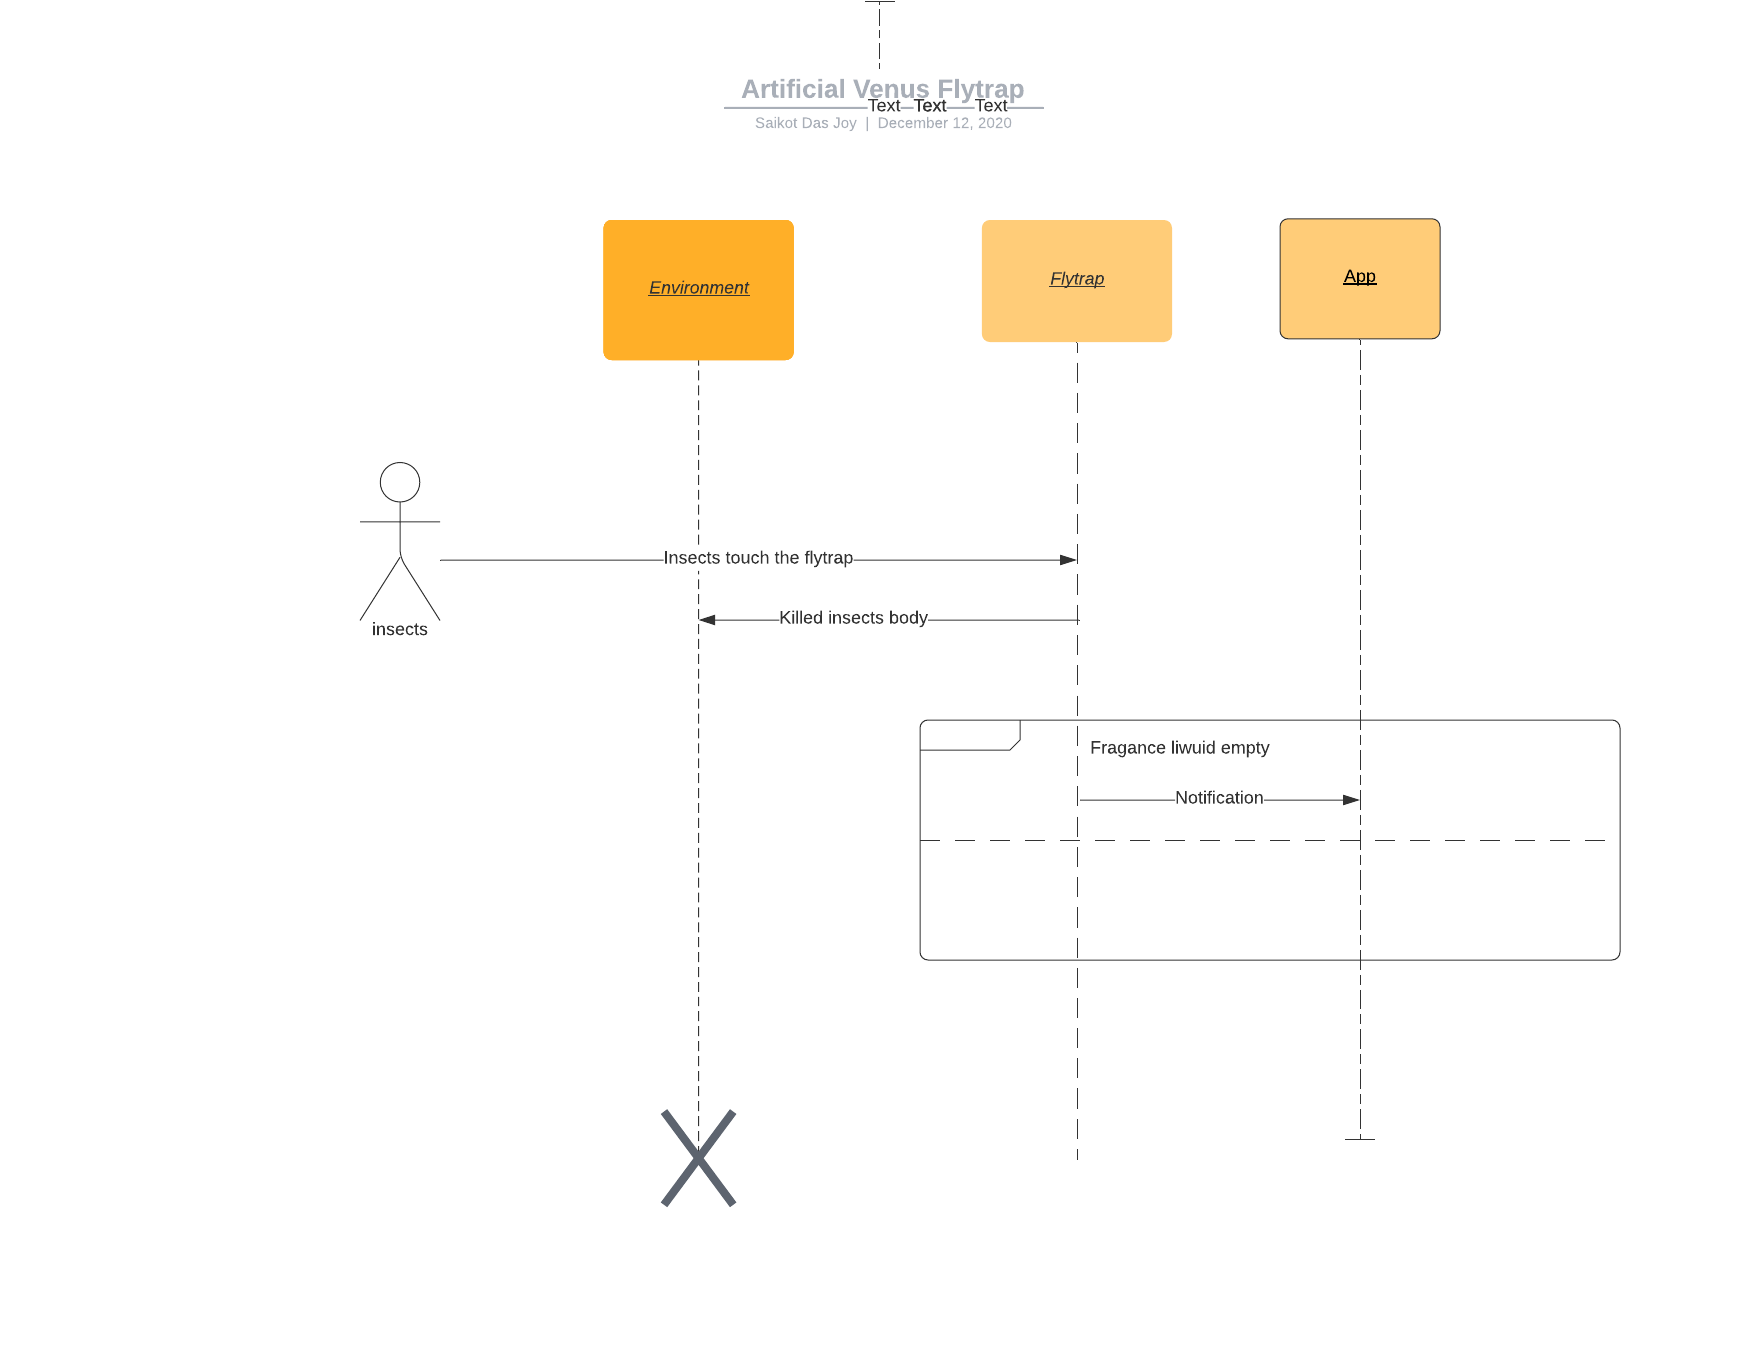 Artificial Venus Flytrap
Text Text Text
Saikot Das Joy | December 12, 2020
Environment
Flytrap
App
Insects touch the flytrap
Killed insects body
insects
Fragance liwuid empty
Notification